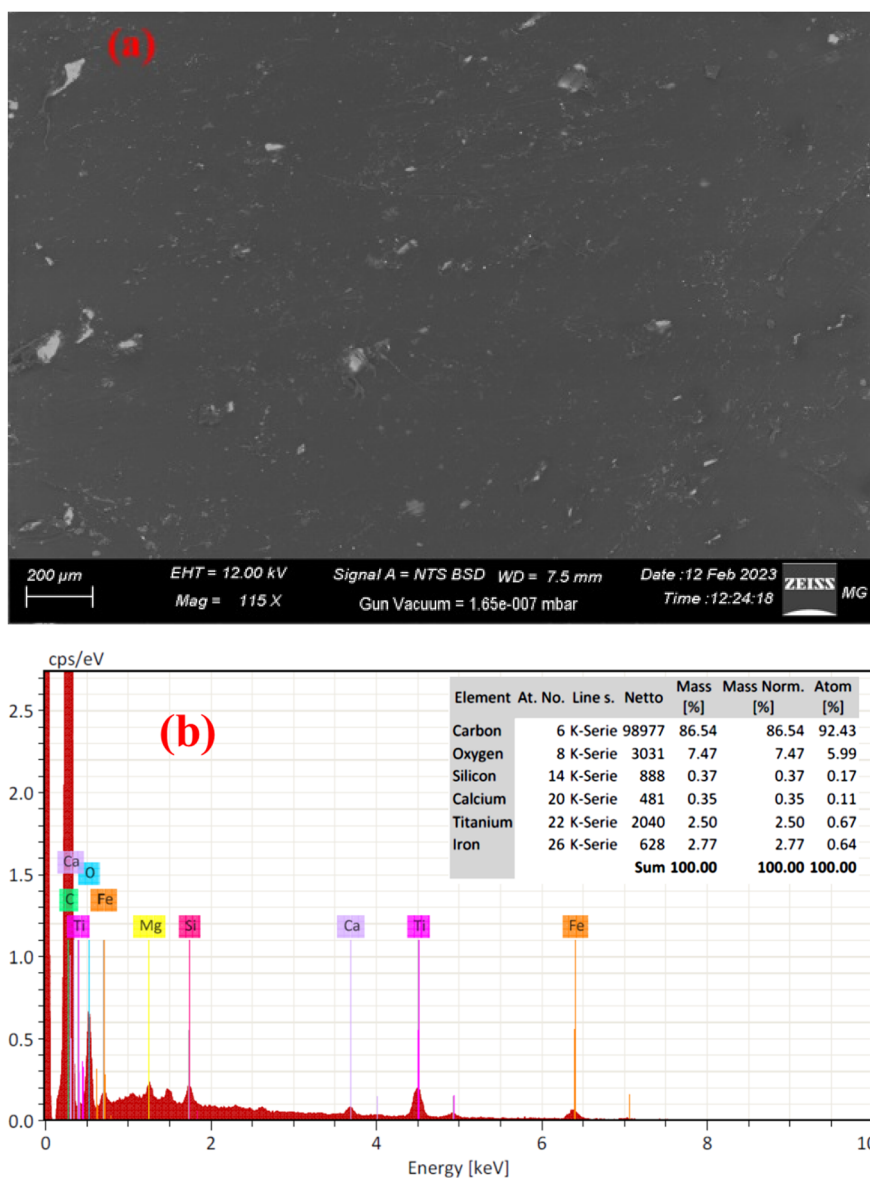 (a)
200 µm
EHT = 12.00 kV
Signal A = NTS BSD
WD = 7.5 mm
Date :12 Feb 2023
ZEISS
MG
Mag = 115 X
Gun Vacuum = 1.65e-007 mbar
Time :12:24:18
cps/eV
(b)
Element At. No. Line s. Netto Mass [%] Mass Norm. [%] Atom [%]
Carbon 6 K-Serie 98977 86.54 86.54 92.43
Oxygen 8 K-Serie 3031 7.47 7.47 5.99
Silicon 14 K-Serie 888 0.37 0.37 0.17
Calcium 20 K-Serie 481 0.35 0.35 0.11
Titanium 22 K-Serie 2040 2.50 2.50 0.67
Iron 26 K-Serie 628 2.77 2.77 0.64
Sum 100.00 100.00 100.00
2.5
2.0
1.5
1.0
0.5
0.0
Ca
O
C
Fe
Ti
Mg
Si
Ca
Ti
Fe
0 2 4 6 8 10
Energy [keV]